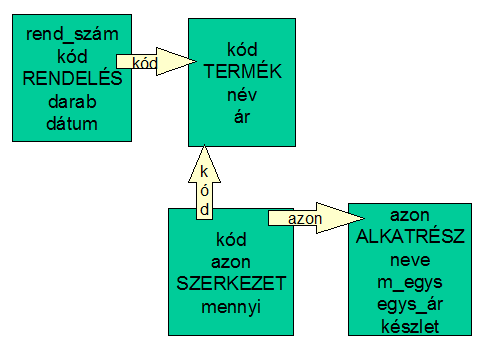 rend_szám
kód
RENDELÉS
darab
dátum
kód
kód
TERMÉK
név
ár
kód
kód
azon
SZERKEZET
mennyi
azon
azon
ALKATRÉSZ
neve
m_egys
egys_ár
készlet